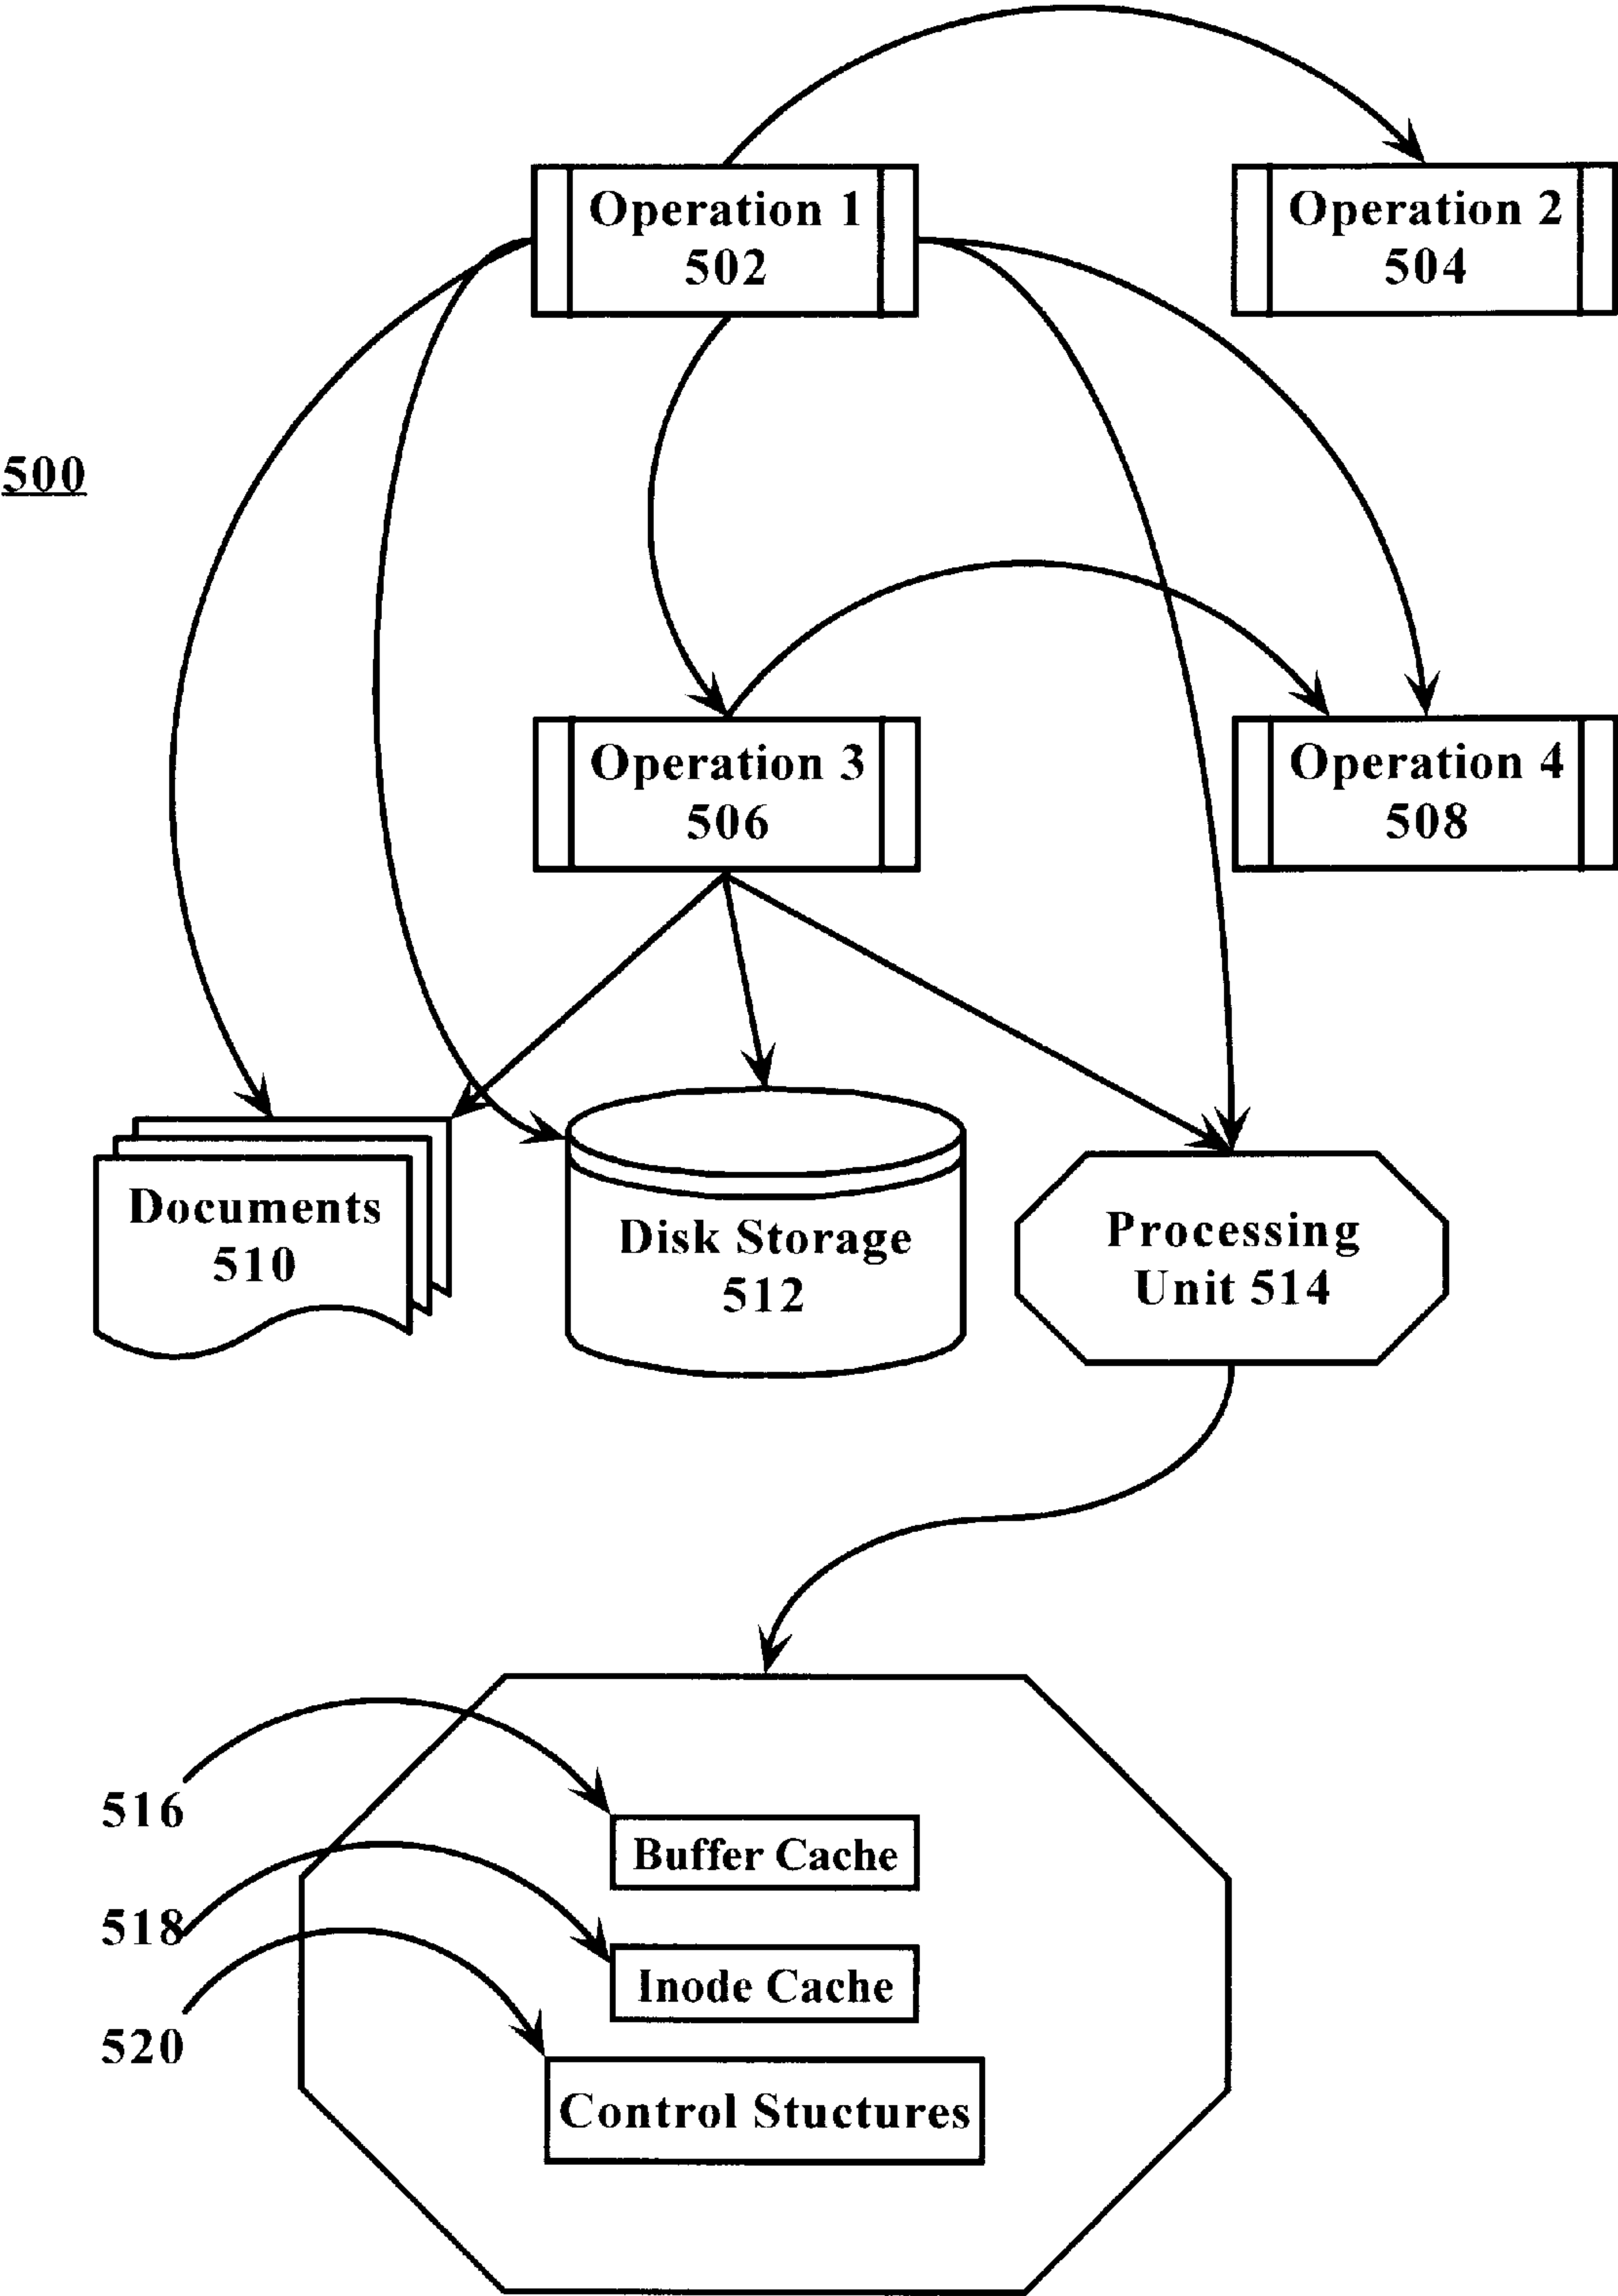 Operation 1
502
Operation 2
504
500
Operation 3
506
Operation 4
508
Documents
510
Disk Storage
512
Processing
Unit 514
516
Buffer Cache
518
Inode Cache
520
Control Stuctures